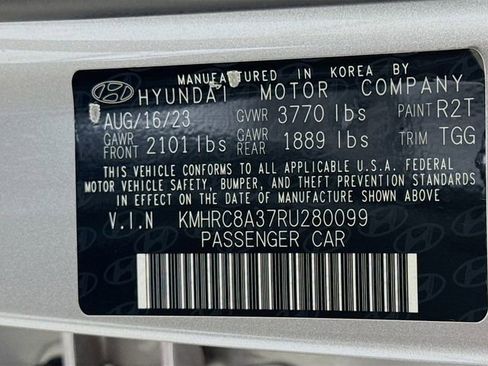 MANUFACTURED IN KOREA BY
HYUNDAI MOTOR COMPANY
AUG/16/23 GVWR 3770 lbs PAINT R2T
GAWR FRONT 2101 lbs GAWR REAR 1889 lbs TRIM TGG
THIS VEHICLE CONFORMS TO ALL APPLICABLE U.S.A. FEDERAL
MOTOR VEHICLE SAFETY, BUMPER, AND THEFT PREVENTION STANDARDS
IN EFFECT ON THE DATE OF MANUFACTURE SHOWN ABOVE.
V.I.N KMHRC8A37RU280099
PASSENGER CAR